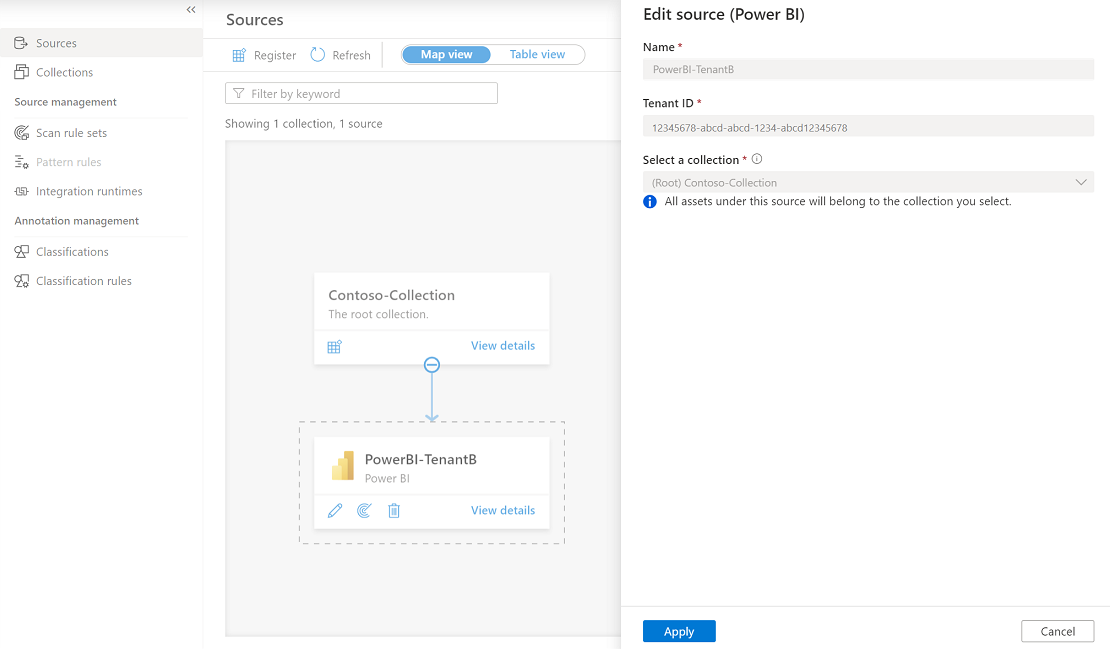 Sources
Collections
Source management
Scan rule sets
Pattern rules
Integration runtimes
Annotation management
Classifications
Classification rules
Sources
Register
Refresh
Map view
Table view
Filter by keyword
Showing 1 collection, 1 source
Contoso-Collection
The root collection.
View details
PowerBI-TenantB
Power BI
View details
Edit source (Power BI)
Name *
PowerBI-TenantB
Tenant ID *
12345678-abcd-abcd-1234-abcd12345678
Select a collection *
(Root) Contoso-Collection
All assets under this source will belong to the collection you select.
Apply
Cancel